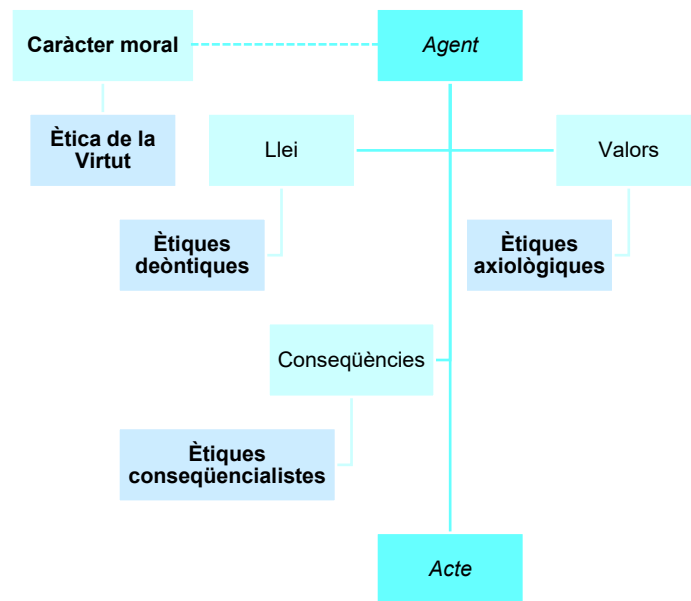 Caràcter moral
Agent
Ètica de la
Virtut
Llei
Valors
Ètiques
deòntiques
Ètiques
axiològiques
Conseqüències
Ètiques
conseqüencialistes
Acte